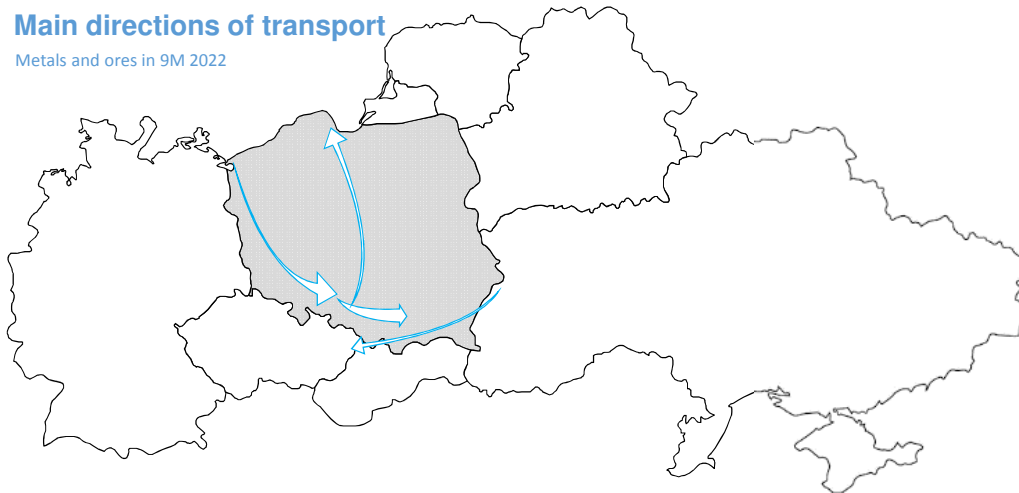 Main directions of transport
Metals and ores in 9M 2022